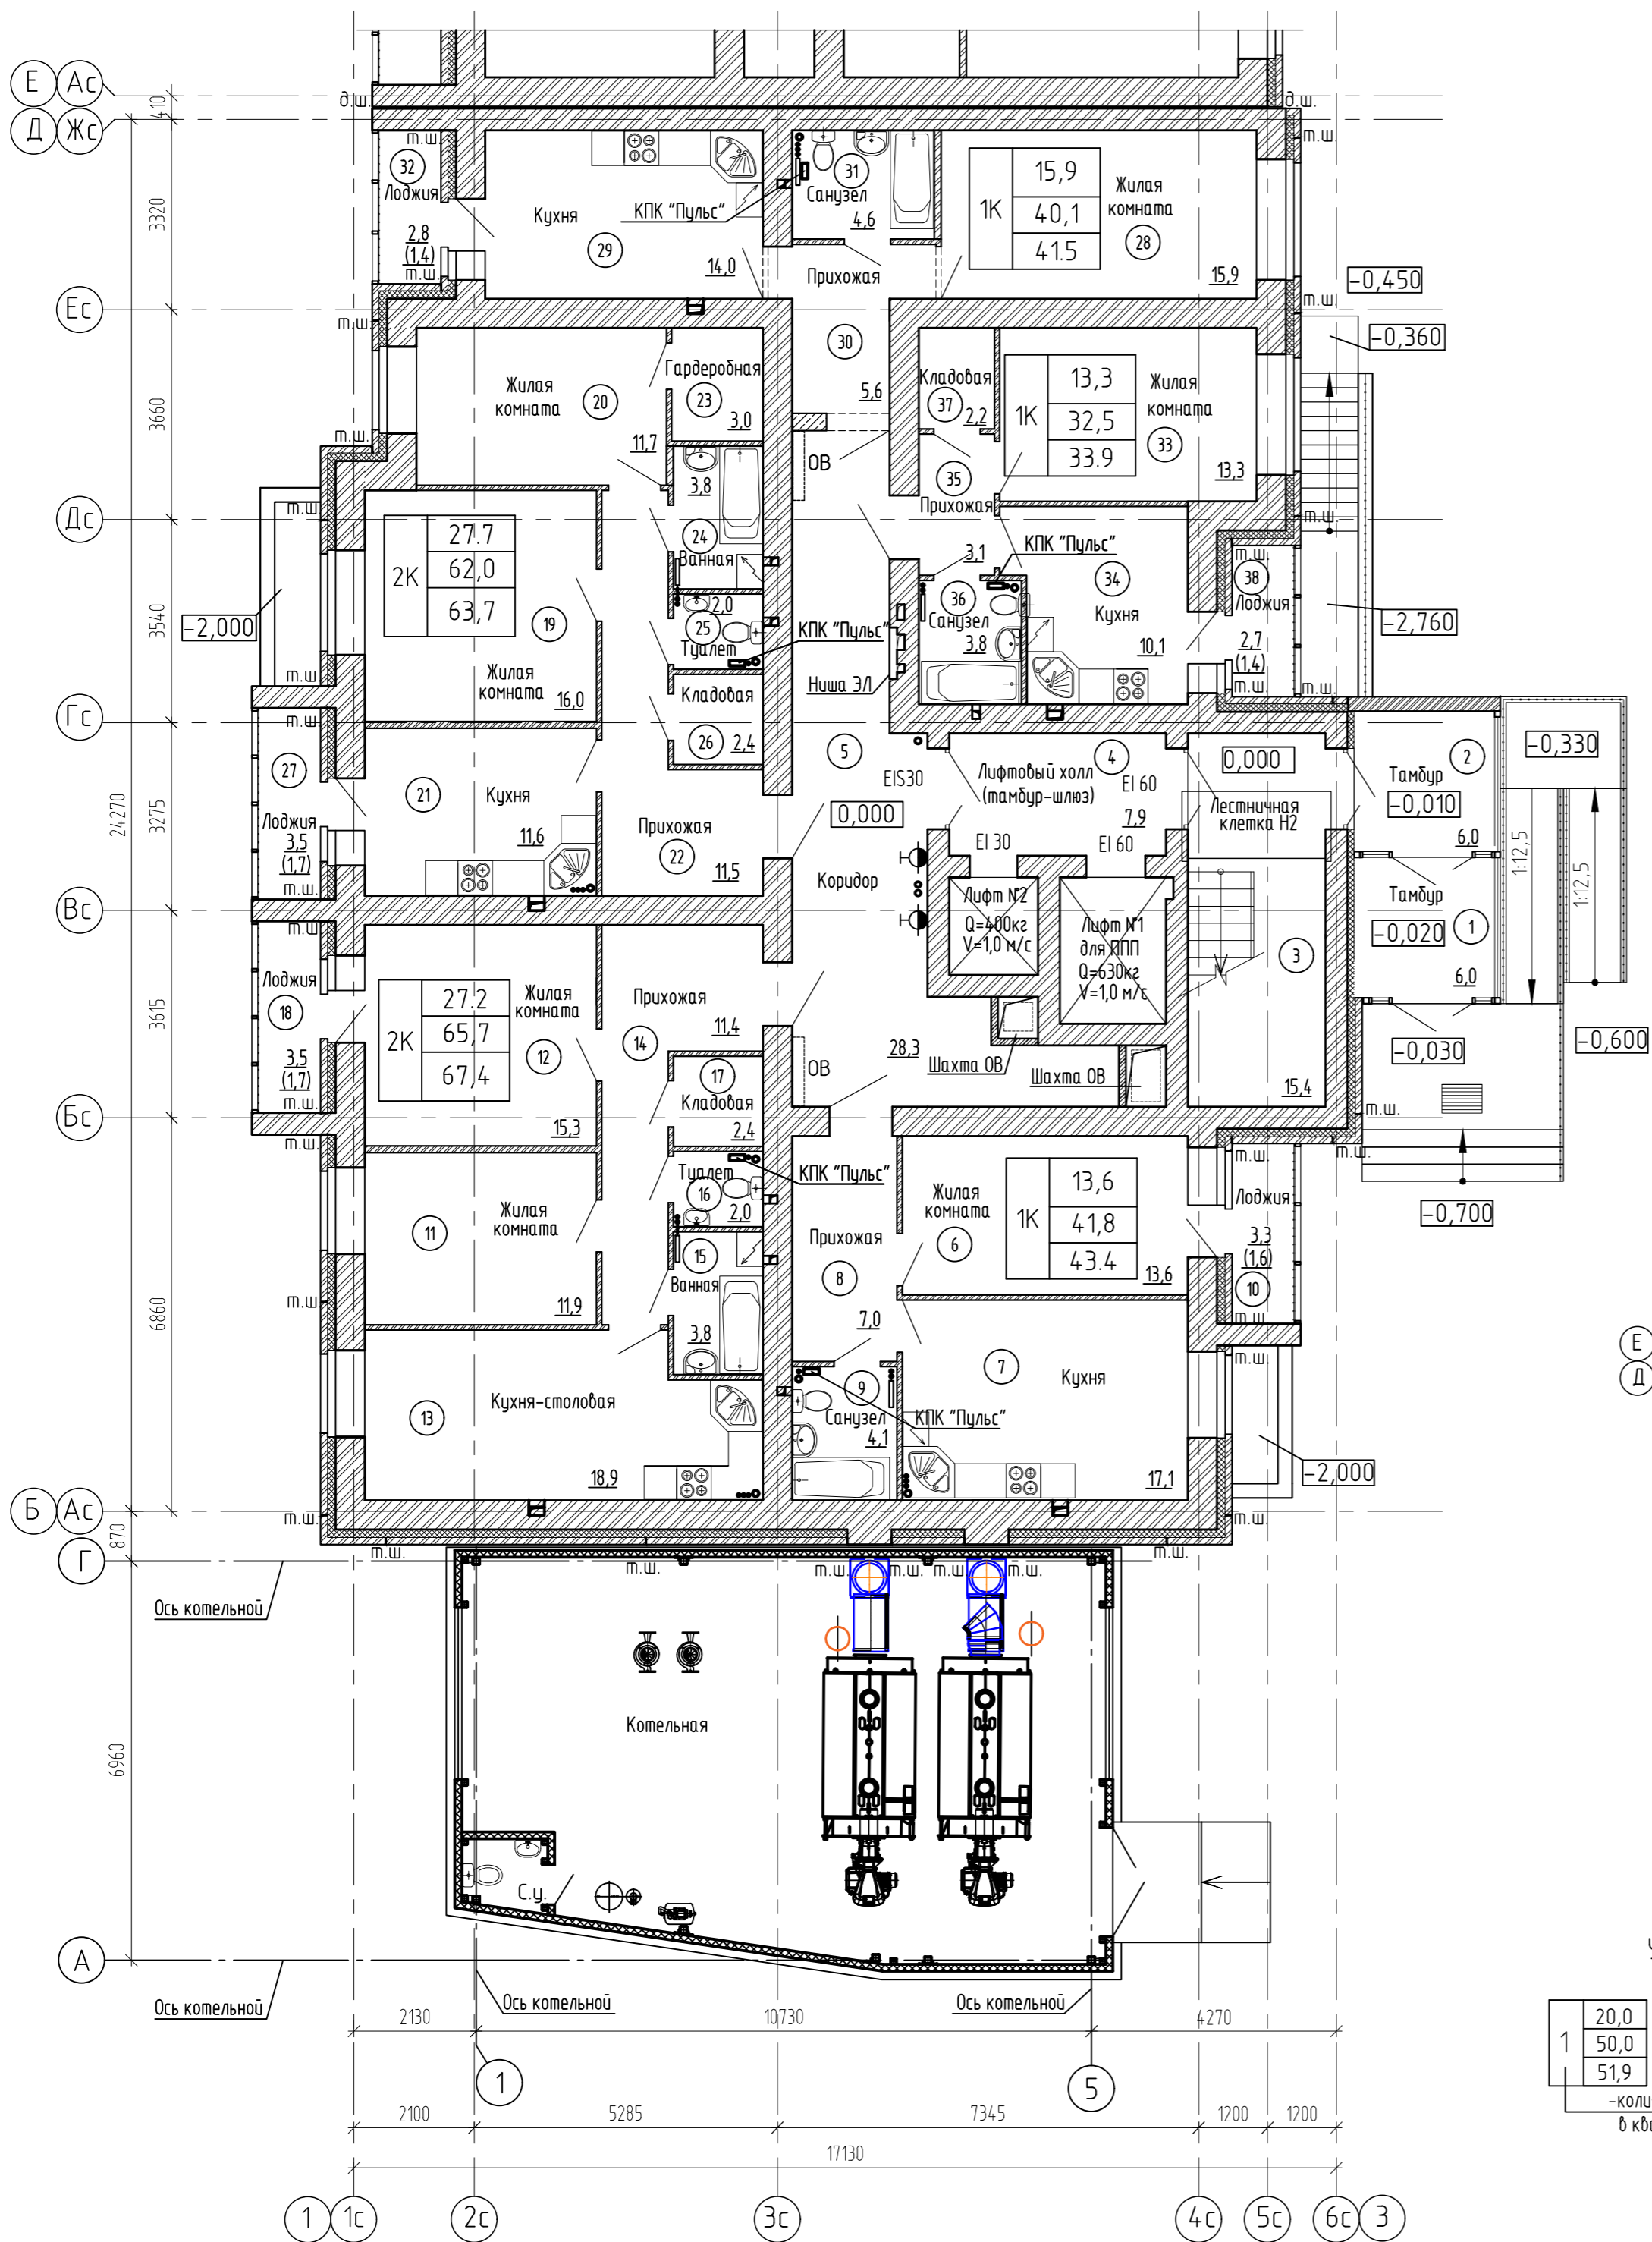 Е Ас
Д Жс
410
д.ш.
д.ш.
т.ш.
т.ш.
32
Лоджия
2,8
(1,4)
т.ш.
Кухня
29
14,0
КПК "Пульс"
31
Санузел
4,6
Прихожая
1К
15,9
40,1
41.5
Жилая
комната
28
15,9
3320
-0,450
Ес
т.ш.
т.ш.
-0,360
30
5,6
Жилая
комната
20
11,7
Гардеробная
23
3,0
Кладовая
37
2,2
1К
13,3
32,5
33.9
Жилая
комната
33
13,3
3660
т.ш.
ОВ
3,8
24
Ванная
35
Прихожая
3,1
Дс
т.ш.
т.ш.
2К
27.7
62,0
63,7
19
Жилая
комната
16,0
-2,000
2,0
25
Туалет
КПК "Пульс"
КПК "Пульс"
36
Санузел
3,8
34
Кухня
10,1
т.ш.
38
Лоджия
2,7
(1,4)
т.ш.
т.ш.
-2,760
3540
Ниша ЭЛ
Кладовая
26
2,4
т.ш.
Гс
т.ш.
27
Лоджия
3,5
(1,7)
т.ш.
21
Кухня
11,6
Прихожая
22
11,5
5
EIS30
0,000
Коридор
4
Лифтовый холл
(тамбур-шлюз)
EI 60
7,9
EI 30
EI 60
0,000
Лестничная
клетка Н2
2
Тамбур
-0,010
6,0
-0,330
1:12,5
1:12,5
24270
3275
Вс
т.ш.
Лифт №2
Q=400кг
V=1,0 м/с
Лифт №1
для ППП
Q=630кг
V=1,0 м/с
3
15,4
Тамбур
-0,020
1
6,0
-0,030
-0,600
Лоджия
18
3,5
(1,7)
т.ш.
2К
27.2
65,7
67,4
Жилая
комната
12
15,3
Прихожая
14
11,4
28,3
ОВ
Шахта ОВ
Шахта ОВ
17
Кладовая
2,4
3615
Бс
т.ш.
т.ш.
т.ш.
т.ш.
-0,700
Туалет
16
2,0
КПК "Пульс"
11
Жилая
комната
11,9
15
Ванная
3,8
Прихожая
8
7,0
Жилая
комната
6
1К
13,6
41,8
43.4
13,6
Лоджия
3,3
(1,6)
10
т.ш.
т.ш.
6860
т.ш.
Е
Д
13
Кухня-столовая
18,9
9
Санузел
4,1
КПК "Пульс"
7
Кухня
17,1
-2,000
Б Ас
т.ш.
т.ш.
870
Г
т.ш.
т.ш.
т.ш.
т.ш.
т.ш.
т.ш.
т.ш.
Ось котельной
Котельная
6960
С.у.
А
Ось котельной
Ось котельной
Ось котельной
2130
10730
4270
1
5
1
20,0
50,0
51,9
2100
5285
7345
1200
1200
17130
1 1с
2с
3с
4с
5с
6с 3